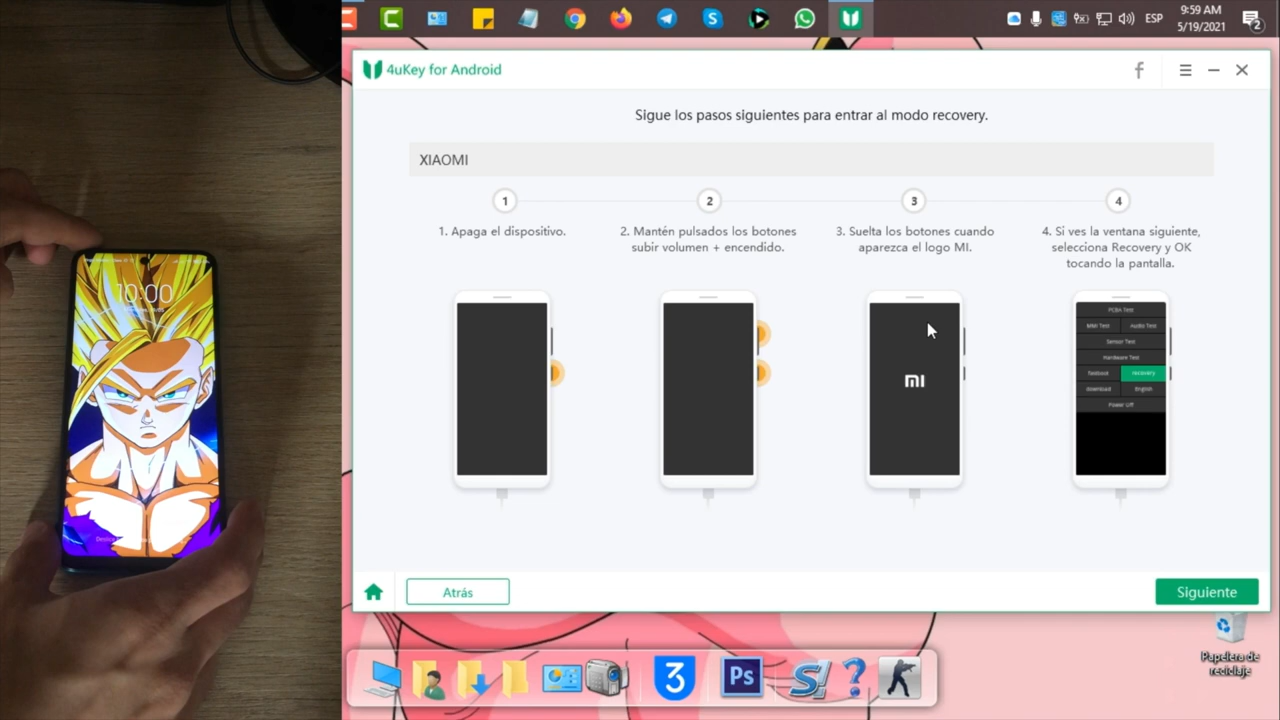 9:59 AM
ESP
5/19/2021
2
4uKey for Android
f
Sigue los pasos siguientes para entrar al modo recovery.
XIAOMI
1
2
3
4
1. Apaga el dispositivo.
2. Mantén pulsados los botones
subir volumen + encendido.
3. Suelta los botones cuando
aparezca el logo MI.
4. Si ves la ventana siguiente,
selecciona Recovery y OK
tocando la pantalla.
10:00
PCBA Test
MMI Test
Audio Test
Sensor Test
Hardware Test
recovery
download
English
Power Off
mi
Atrás
Siguiente
Papelera de
reciclaje
3
Ps
S
?